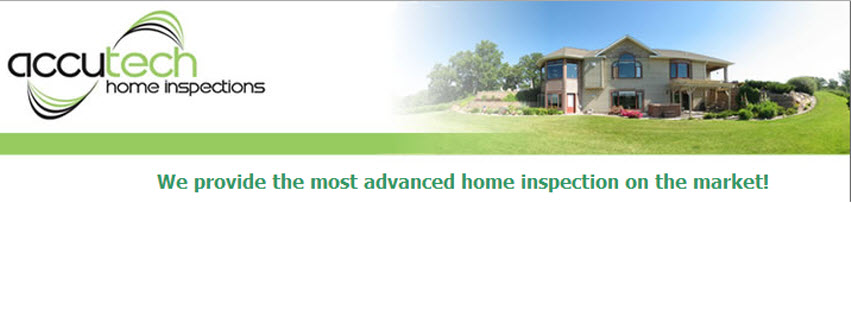 accutech
home inspections
We provide the most advanced home inspection on the market!